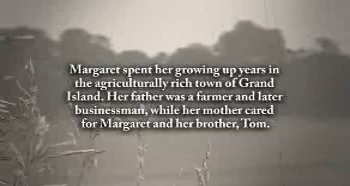 Margaret spent her growing up years in
the agriculturally rich town of Grand
Island. Her father was a farmer and later
businessman, while her mother cared
for Margaret and her brother, Tom.